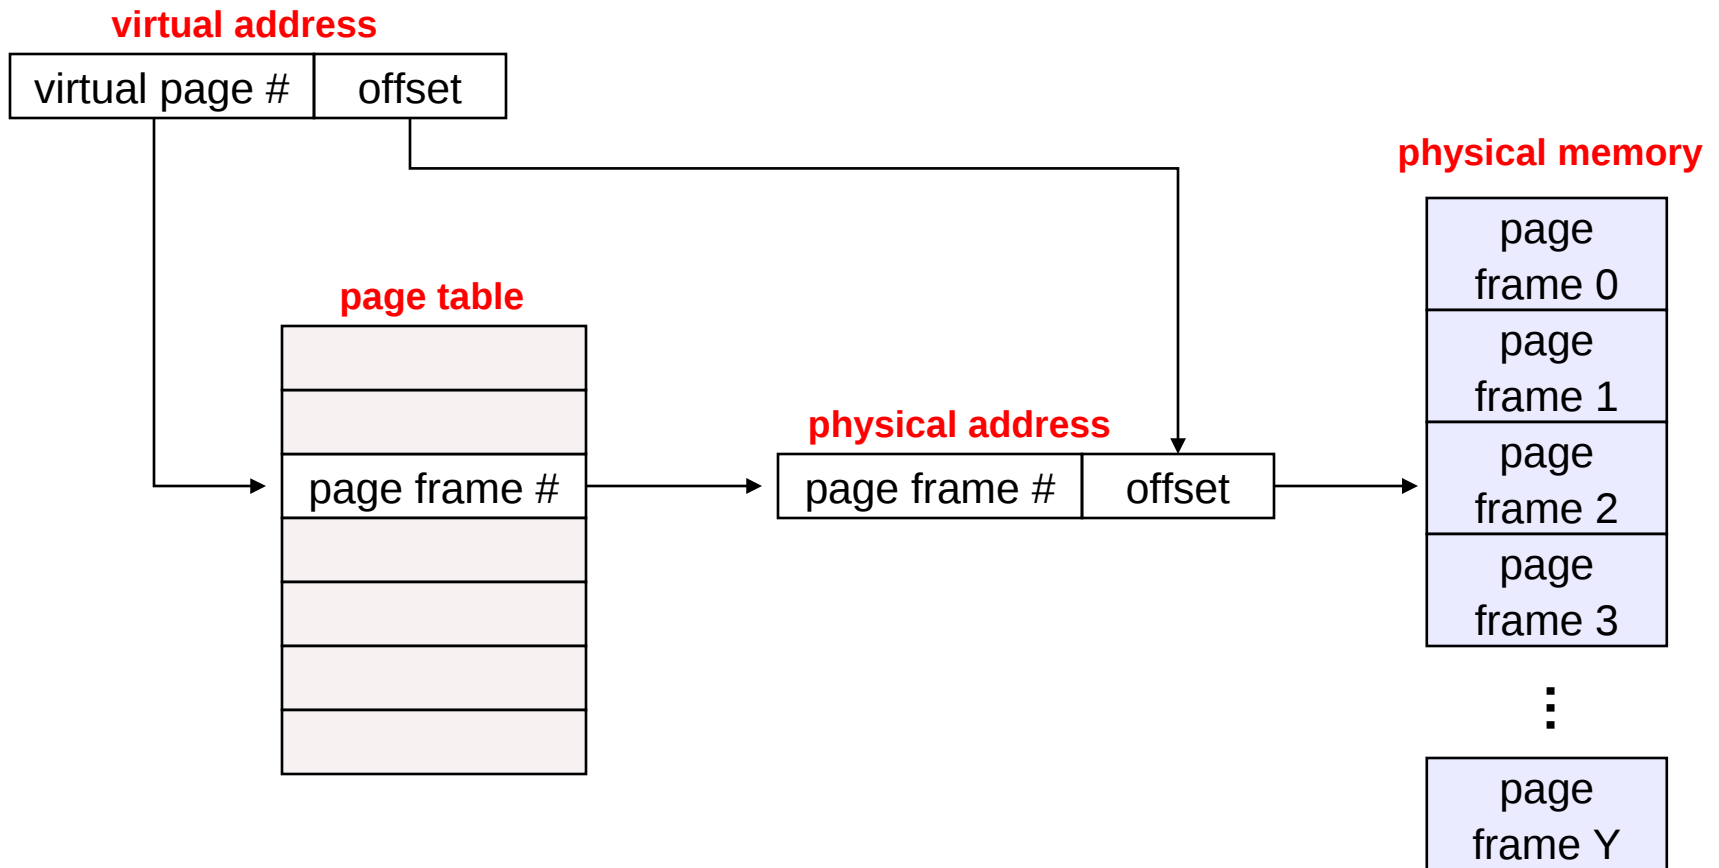 virtual address
virtual page # offset
physical memory
page
frame 0
page table
page
frame 1
physical address
page
page frame # page frame # offset
frame 2
page
frame 3
⋮
page
frame Y